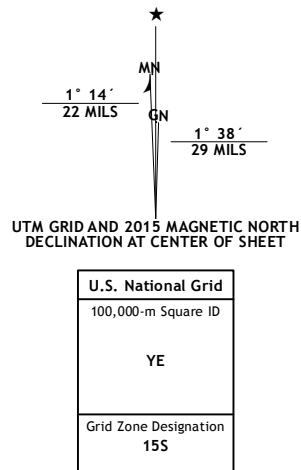 ★
MN
1° 14´
22 MILS
GN
1° 38´
29 MILS
UTM GRID AND 2015 MAGNETIC NORTH
DECLINATION AT CENTER OF SHEET
U.S. National Grid
100,000-m Square ID
YE
Grid Zone Designation
15S